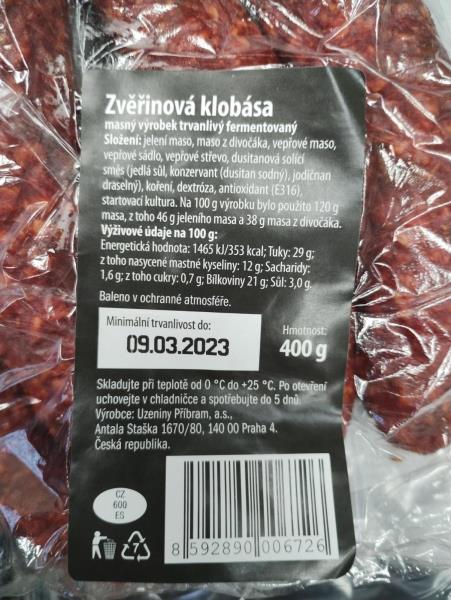 Zvěřinová klobása
masný výrobek trvanlivý fermentovaný
Složení: jelení maso, maso z divočáka, vepřové maso,
vepřové sádlo, vepřové střevo, dusitanová solící
směs (jedlá sůl, konzervant (dusitan sodný), jodičnan
draselný), koření, dextróza, antioxidant (E316),
startovací kultura. Na 100 g výrobku bylo použito 120 g
masa, z toho 46 g jeleního masa a 38 g masa z divočáka.
Výživové údaje na 100 g:
Energetická hodnota: 1465 kJ/353 kcal; Tuky: 29 g;
z toho nasycené mastné kyseliny: 12 g; Sacharidy:
1,6 g; z toho cukry: 0,7 g; Bílkoviny 21 g; Sůl: 3,0 g.
Baleno v ochranné atmosféře.
Minimální trvanlivost do:
09.03.2023
Hmotnost:
400 g
Skladujte při teplotě od 0 °C do +25 °C. Po otevření
uchovejte v chladničce a spotřebujte do 5 dnů.
Výrobce: Uzeniny Příbram, a.s.,
Antala Staška 1670/80, 140 00 Praha 4.
Česká republika.
CZ
600
ES
7
8 592890 006726